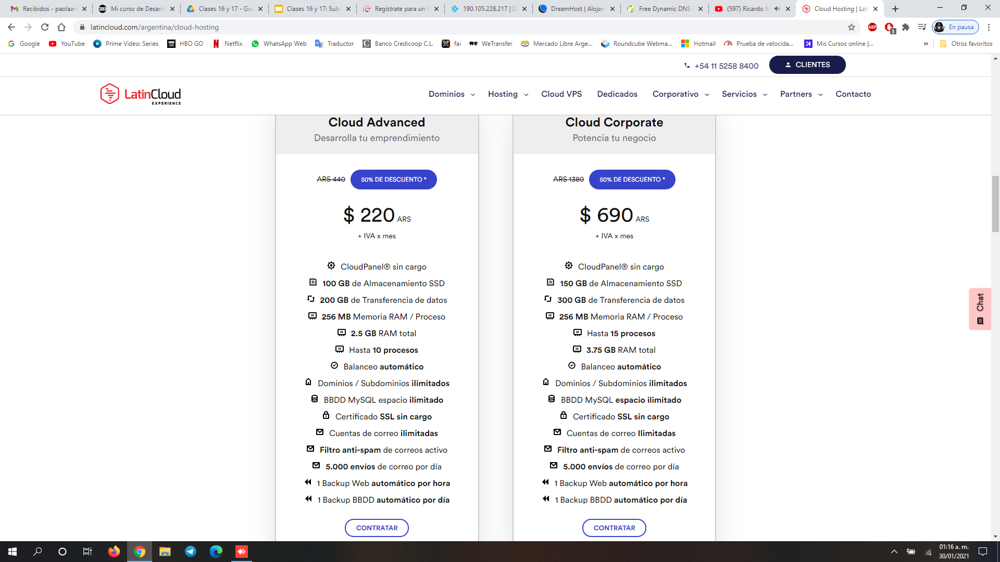 Recibidos - paolaan
Mi curso de Desarro
Clases 16 y 17 - Goo
Clases 16 y 17: Subi
Regístrate para un h
190.105.228.217 | D
DreamHost | Alojam
Free Dynamic DNS -
(597) Ricardo M
Cloud Hosting | Lat
latincloud.com/argentina/cloud-hosting
ABP
3
En pausa
Google
YouTube
Prime Video: Series
HBO GO
Netflix
WhatsApp Web
Traductor
Banco Credicoop C.L.
fai
WeTransfer
Mercado Libre Arge...
Roundcube Webma...
Hotmail
Prueba de velocida...
Mis Cursos online |...
»
Otros favoritos
+54 11 5258 8400
CLIENTES
LatinCloud
EXPERIENCE
Dominios
Hosting
Cloud VPS
Dedicados
Corporativo
Servicios
Partners
Contacto
Cloud Advanced
Desarrolla tu emprendimiento
ARS 440
50% DE DESCUENTO *
$ 220 ARS
+ IVA x mes
CloudPanel® sin cargo
100 GB de Almacenamiento SSD
200 GB de Transferencia de datos
256 MB Memoria RAM / Proceso
2.5 GB RAM total
Hasta 10 procesos
Balanceo automático
Dominios / Subdominios ilimitados
BBDD MySQL espacio ilimitado
Certificado SSL sin cargo
Cuentas de correo ilimitadas
Filtro anti-spam de correos activo
5.000 envíos de correo por día
1 Backup Web automático por hora
1 Backup BBDD automático por día
CONTRATAR
Cloud Corporate
Potencia tu negocio
ARS 1380
50% DE DESCUENTO *
$ 690 ARS
+ IVA x mes
CloudPanel® sin cargo
150 GB de Almacenamiento SSD
300 GB de Transferencia de datos
256 MB Memoria RAM / Proceso
Hasta 15 procesos
3.75 GB RAM total
Balanceo automático
Dominios / Subdominios ilimitados
BBDD MySQL espacio ilimitado
Certificado SSL sin cargo
Cuentas de correo Ilimitadas
Filtro anti-spam de correos activo
5.000 envíos de correo por día
1 Backup Web automático por hora
1 Backup BBDD automático por día
CONTRATAR
Chat
01:16 a. m.
30/01/2021